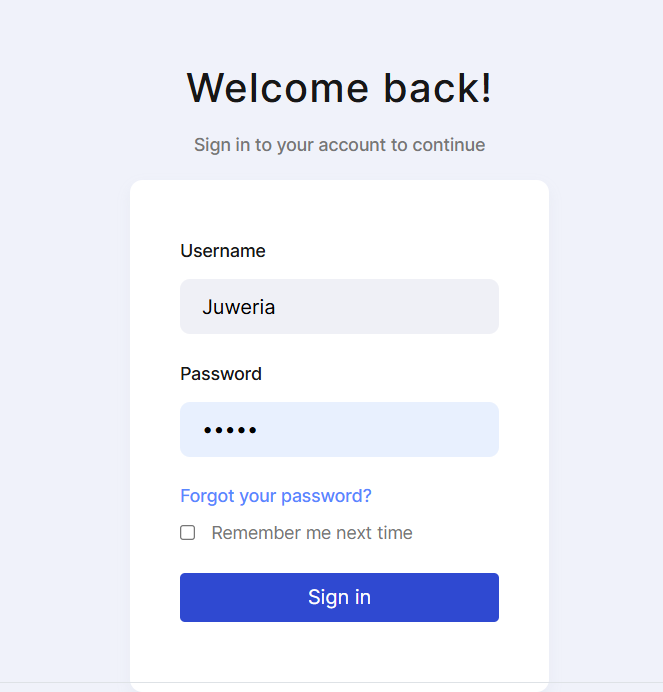 Welcome back!
Sign in to your account to continue
Username
Juweria
Password
•••••
Forgot your password?
Remember me next time
Sign in